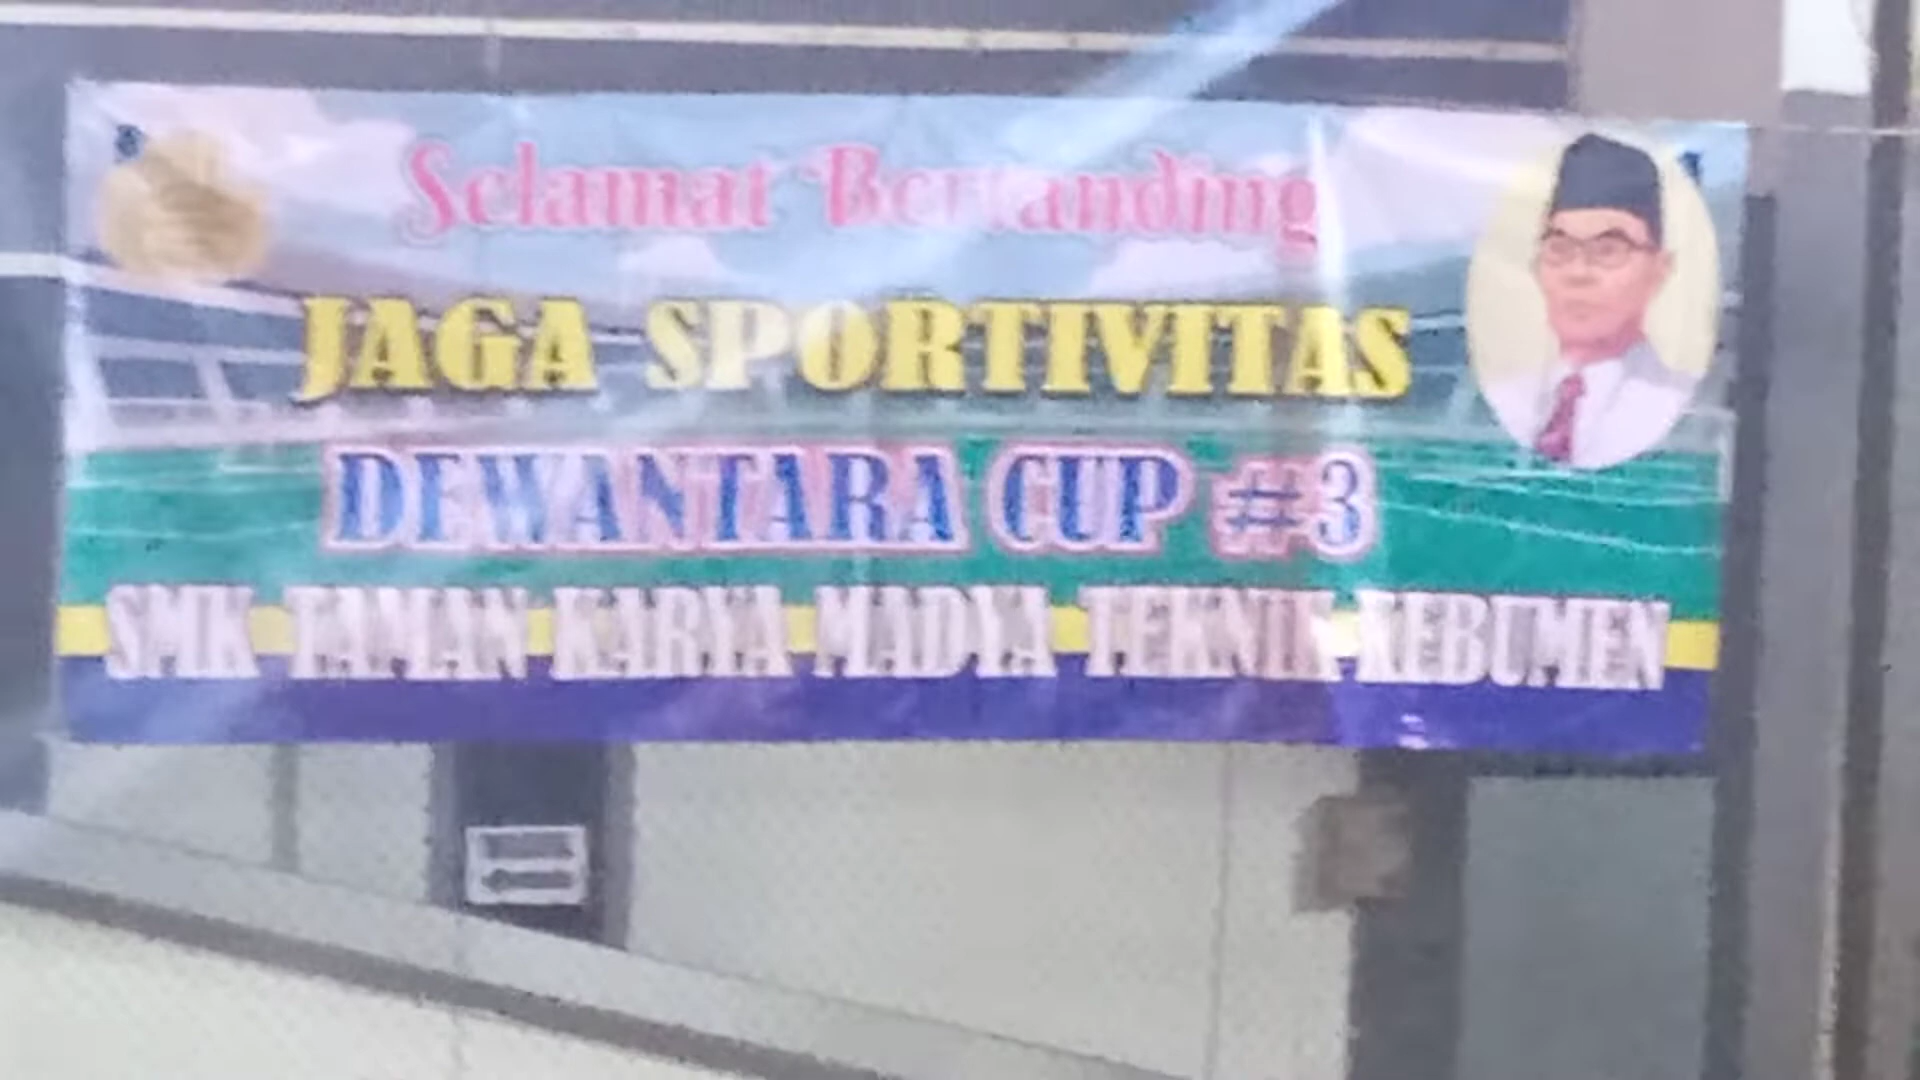 Selamat Bertanding
JAGA SPORTIVITAS
DEWANTARA CUP #3
SMK TAMAN KARYA MADYA TEKNIK KEBUMEN